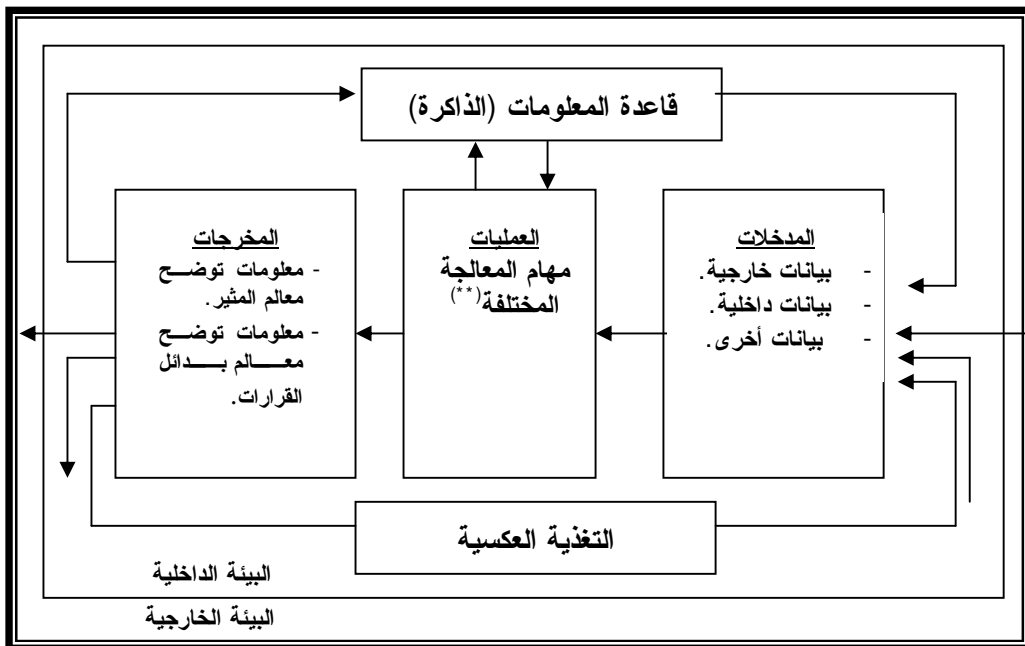 قاعدة المعلومات (الذاكرة)
المدخلات
- بيانات خارجية.
- بيانات داخلية.
- بيانات أخرى.
العمليات
مهام المعالجة
المختلفة(**)
المخرجات
- معلومات توضح
معالم المثير.
- معلومات توضح
معالم بدائل
القرارات.
التغذية العكسية
البيئة الداخلية
البيئة الخارجية